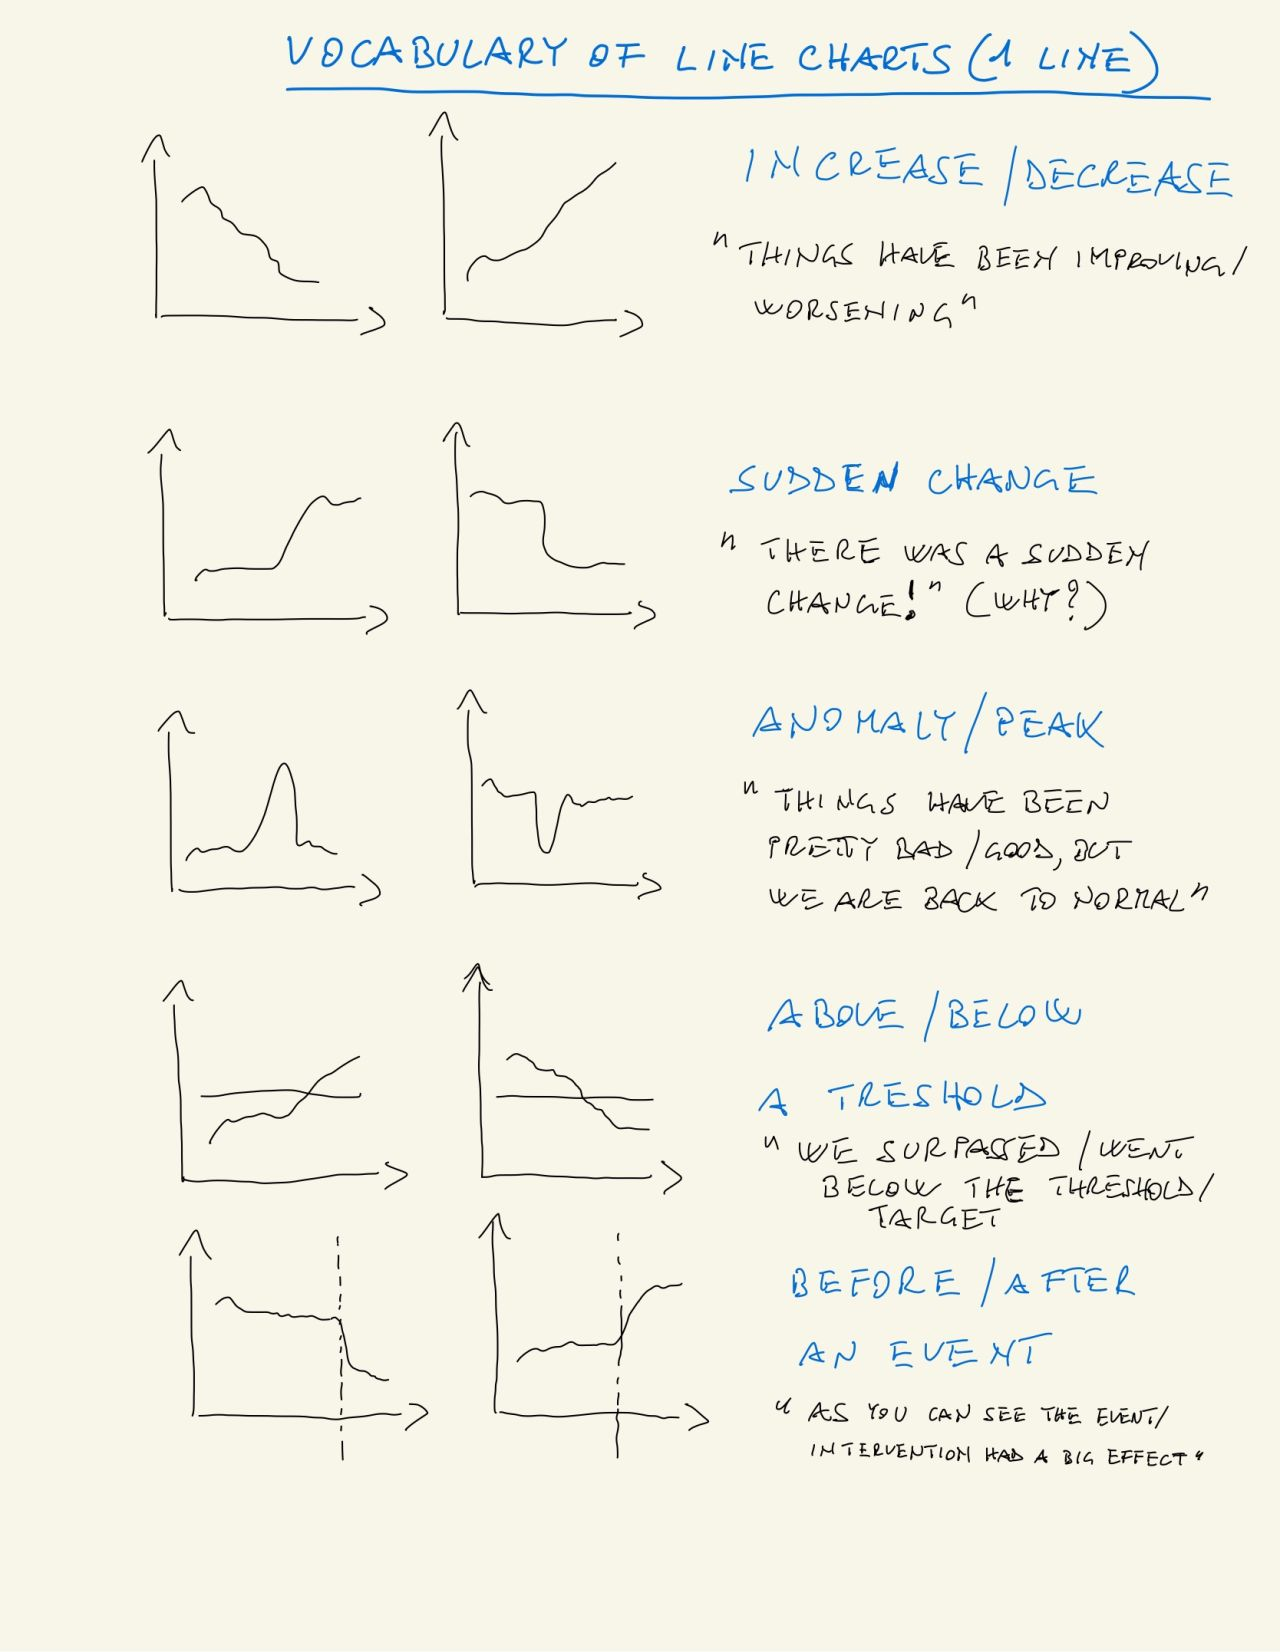 VOCABULARY OF LINE CHARTS (1 LINE)
INCREASE/DECREASE
"THINGS HAVE BEEN IMPROVING/
WORSENING"
SUDDEN CHANGE
"THERE WAS A SUDDEN
CHANGE!" (WHY?)
ANOMALY/PEAK
"THINGS HAVE BEEN
PRETTY BAD/GOOD, BUT
WE ARE BACK TO NORMAL"
ABOVE/BELOW
A TRESHOLD
"WE SURPASSED/WENT
BELOW THE THRESHOLD/
TARGET
BEFORE/AFTER
AN EVENT
"AS YOU CAN SEE THE EVENT/
INTERVENTION HAD A BIG EFFECT"